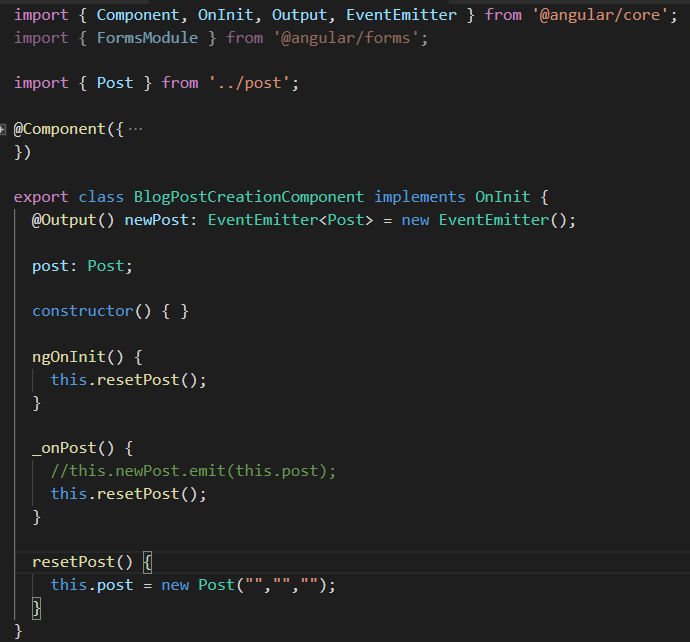 import { Component, OnInit, Output, EventEmitter } from '@angular/core';
import { FormsModule } from '@angular/forms';
import { Post } from '../post';
@Component({ ...
})
export class BlogPostCreationComponent implements OnInit {
@Output() newPost: EventEmitter<Post> = new EventEmitter();
post: Post;
constructor() { }
ngOnInit() {
this.resetPost();
}
_onPost() {
//this.newPost.emit(this.post);
this.resetPost();
}
resetPost() {
this.post = new Post("","","");
}
}